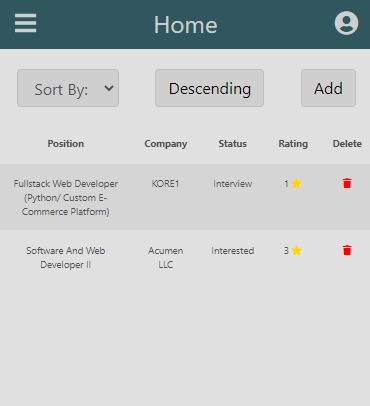 Home
Sort By: Descending Add
Position Company Status Rating Delete
Fullstack Web Developer KORE1 Interview 1
(Python/ Custom E-
Commerce Platform)
Software And Web Acumen Interested 3
Developer II LLC